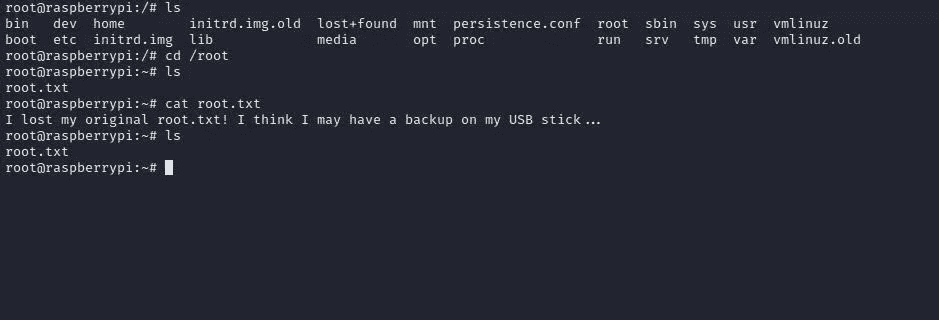 root@raspberrypi:/# ls
bin   dev  home        initrd.img.old  lost+found  mnt  persistence.conf  root  sbin  sys  usr  vmlinuz
boot  etc  initrd.img  lib             media       opt  proc              run   srv   tmp  var  vmlinuz.old
root@raspberrypi:/# cd /root
root@raspberrypi:~# ls
root.txt
root@raspberrypi:~# cat root.txt
I lost my original root.txt! I think I may have a backup on my USB stick...
root@raspberrypi:~# ls
root.txt
root@raspberrypi:~#